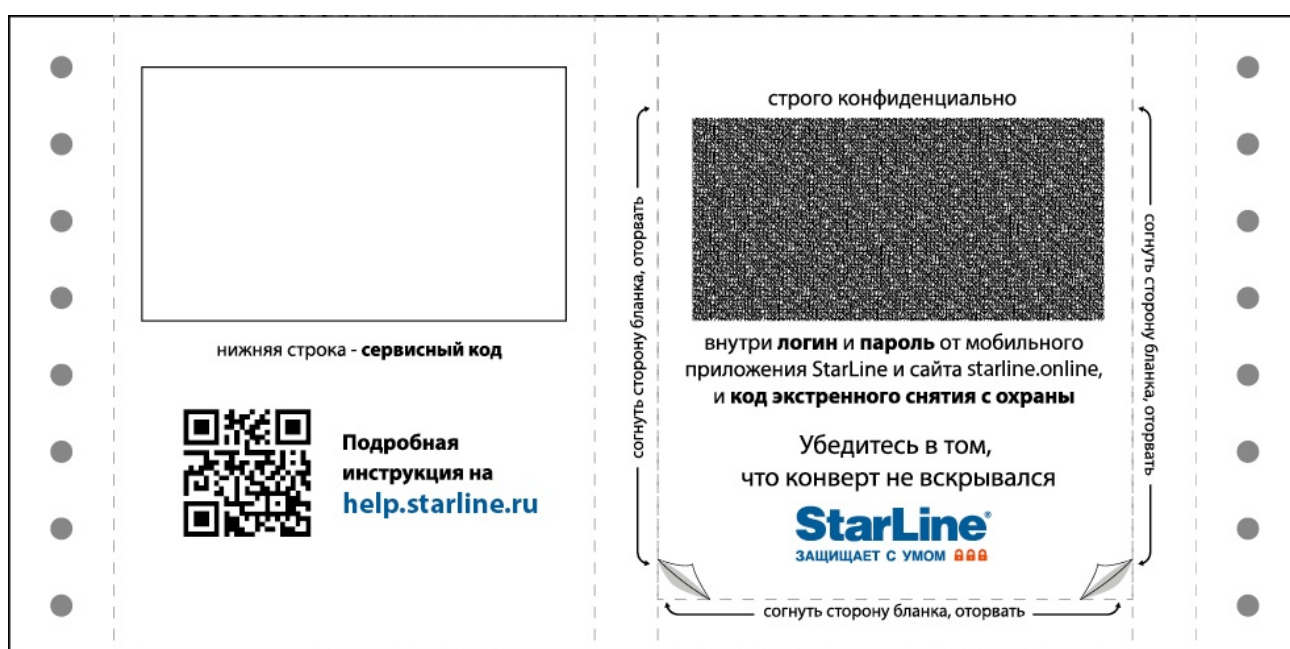 нижняя строка - сервисный код
Подробная
инструкция на
help.starline.ru
согнуть сторону бланка, оторвать
строго конфиденциально
внутри логин и пароль от мобильного
приложения StarLine и сайта starline.online,
и код экстренного снятия с охраны
Убедитесь в том,
что конверт не вскрывался
StarLine®
ЗАЩИЩАЕТ С УМОМ
согнуть сторону бланка, оторвать
согнуть сторону бланка, оторвать